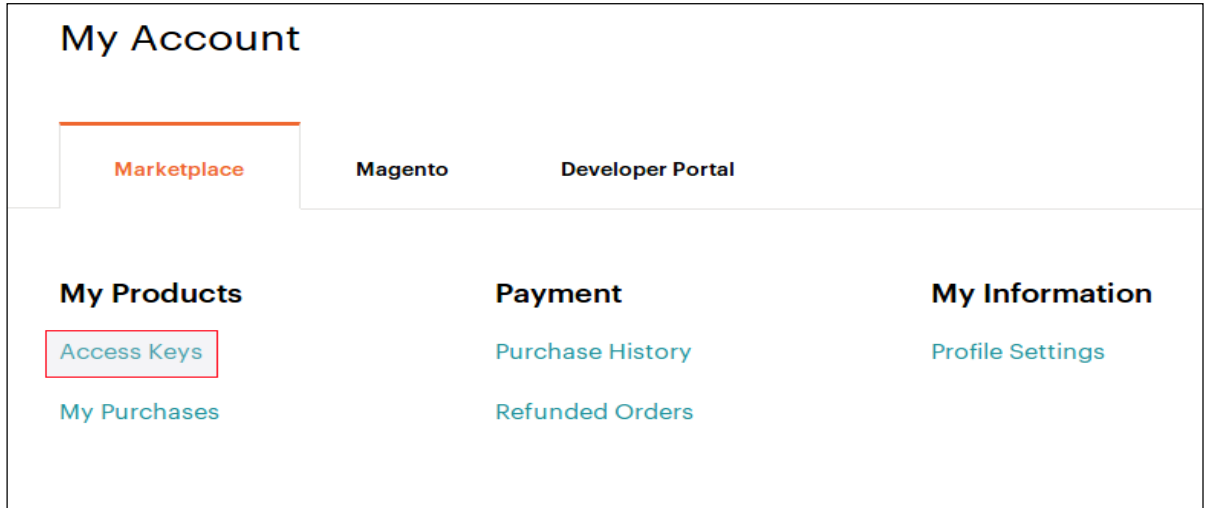 My Account
Marketplace Magento Developer Portal
My Products Payment My Information
Access Keys Purchase History Profile Settings
My Purchases Refunded Orders